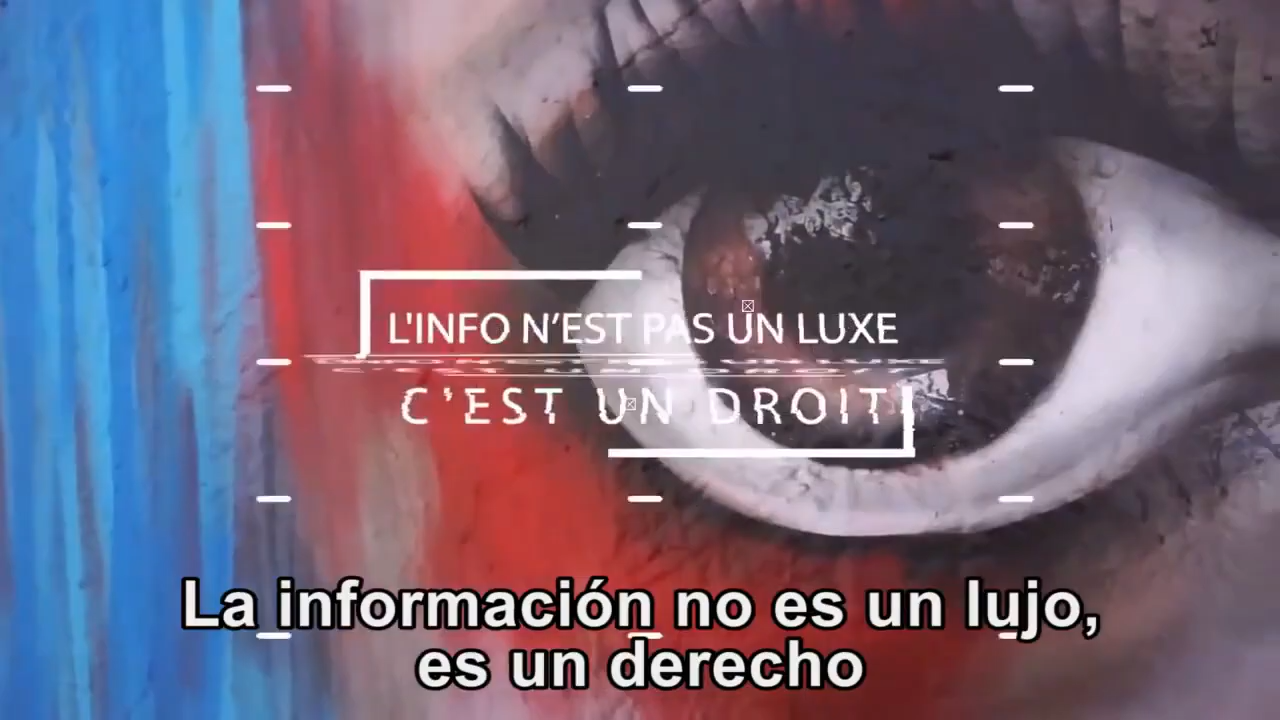 L'INFO N'EST PAS UN LUXE
C'EST UN DROIT
La información no es un lujo,
es un derecho